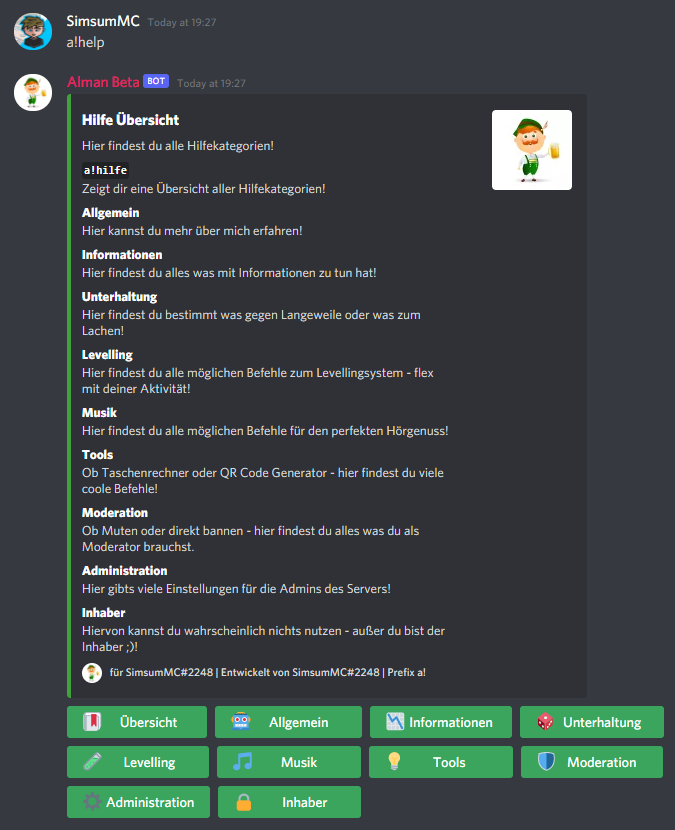 SimsumMC Today at 19:27
a!help
Alman Beta BOT Today at 19:27
Hilfe Übersicht
Hier findest du alle Hilfekategorien!
a!hilfe
Zeigt dir eine Übersicht aller Hilfekategorien!
Allgemein
Hier kannst du mehr über mich erfahren!
Informationen
Hier findest du alles was mit Informationen zu tun hat!
Unterhaltung
Hier findest du bestimmt was gegen Langeweile oder was zum
Lachen!
Levelling
Hier findest du alle möglichen Befehle zum Levellingsystem - flex
mit deiner Aktivität!
Musik
Hier findest du alle möglichen Befehle für den perfekten Hörgenuss!
Tools
Ob Taschenrechner oder QR Code Generator - hier findest du viele
coole Befehle!
Moderation
Ob Muten oder direkt bannen - hier findest du alles was du als
Moderator brauchst.
Administration
Hier gibts viele Einstellungen für die Admins des Servers!
Inhaber
Hiervon kannst du wahrscheinlich nichts nutzen - außer du bist der
Inhaber ;)!
für SimsumMC#2248 | Entwickelt von SimsumMC#2248 | Prefix a!
Übersicht Allgemein Informationen Unterhaltung
Levelling Musik Tools Moderation
Administration Inhaber